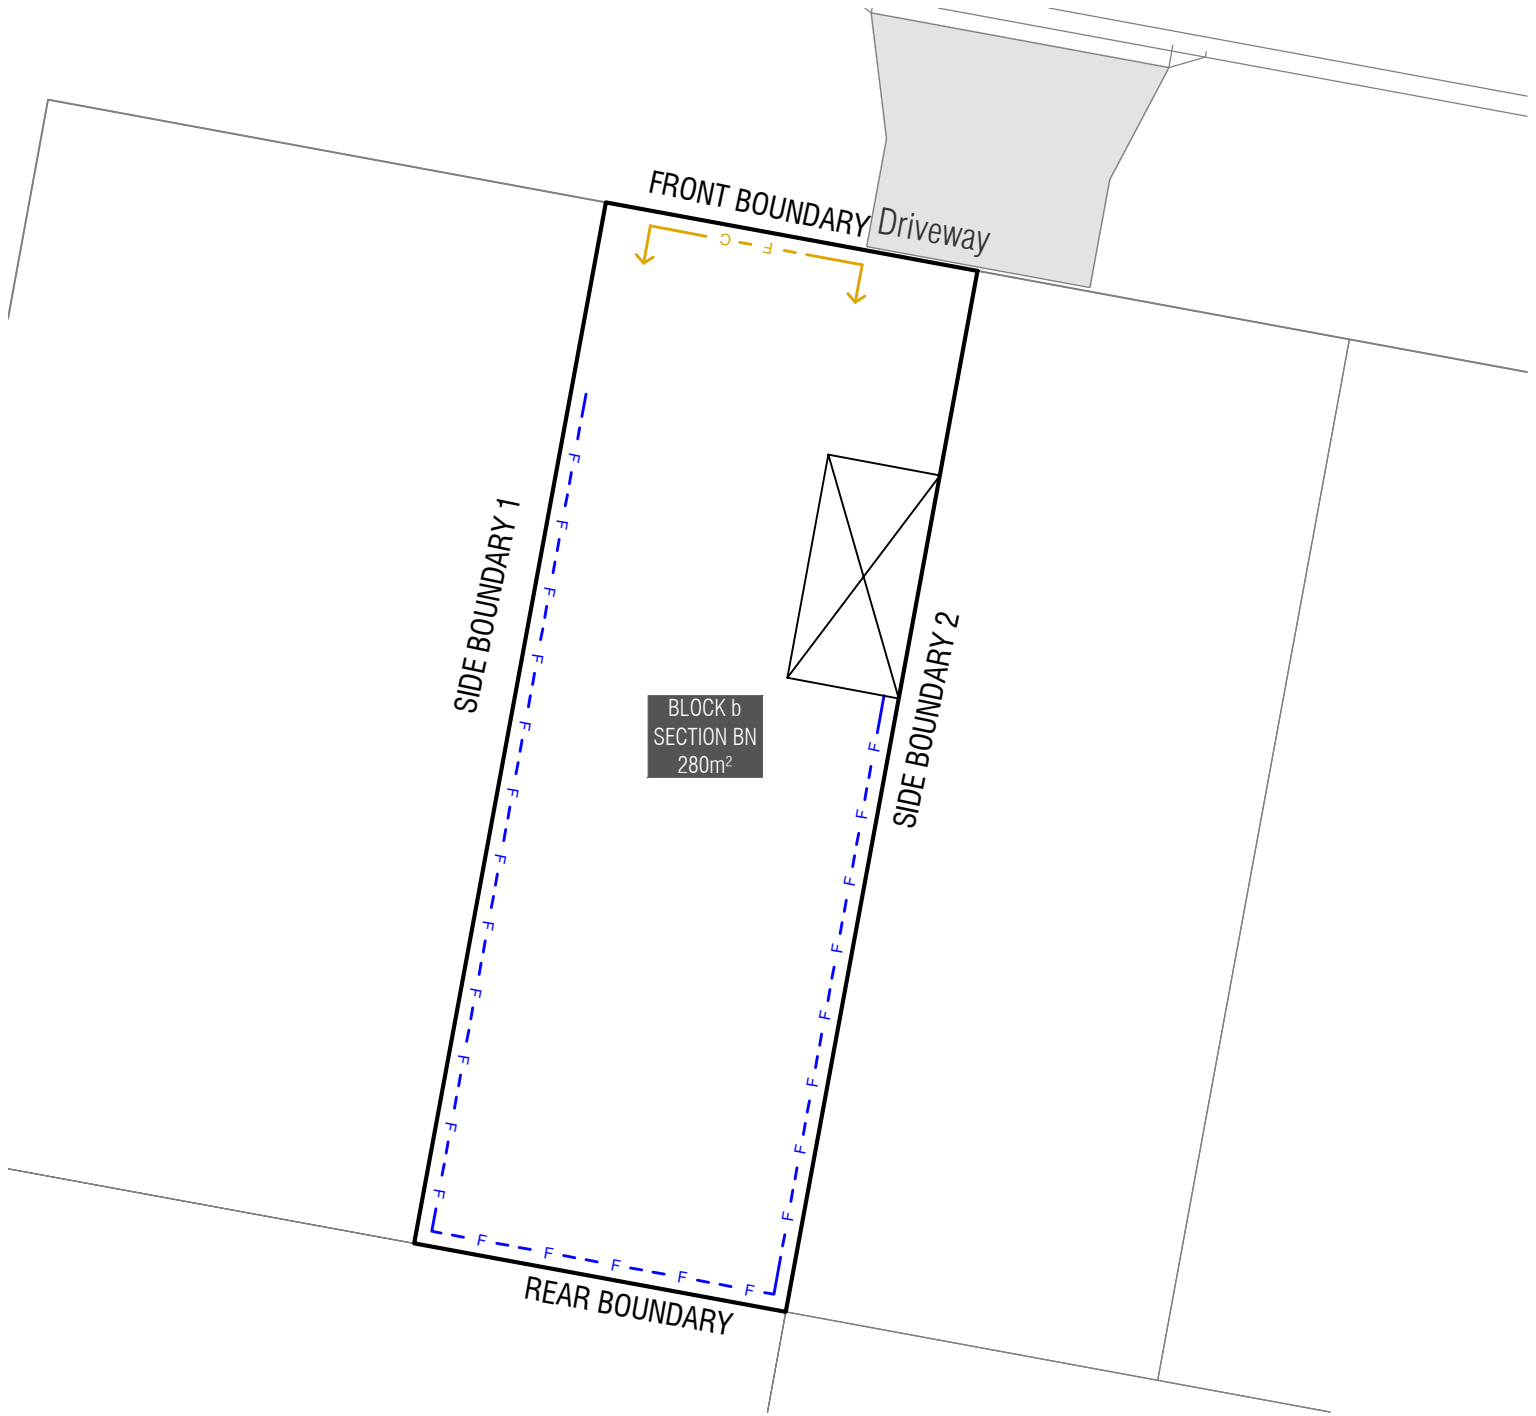 FRONT BOUNDARY
Driveway
C F
SIDE BOUNDARY 1
SIDE BOUNDARY 2
BLOCK b
SECTION BN
280m²
F F F F F F F F F F F F
F F F F F F F F
F F F F F
REAR BOUNDARY